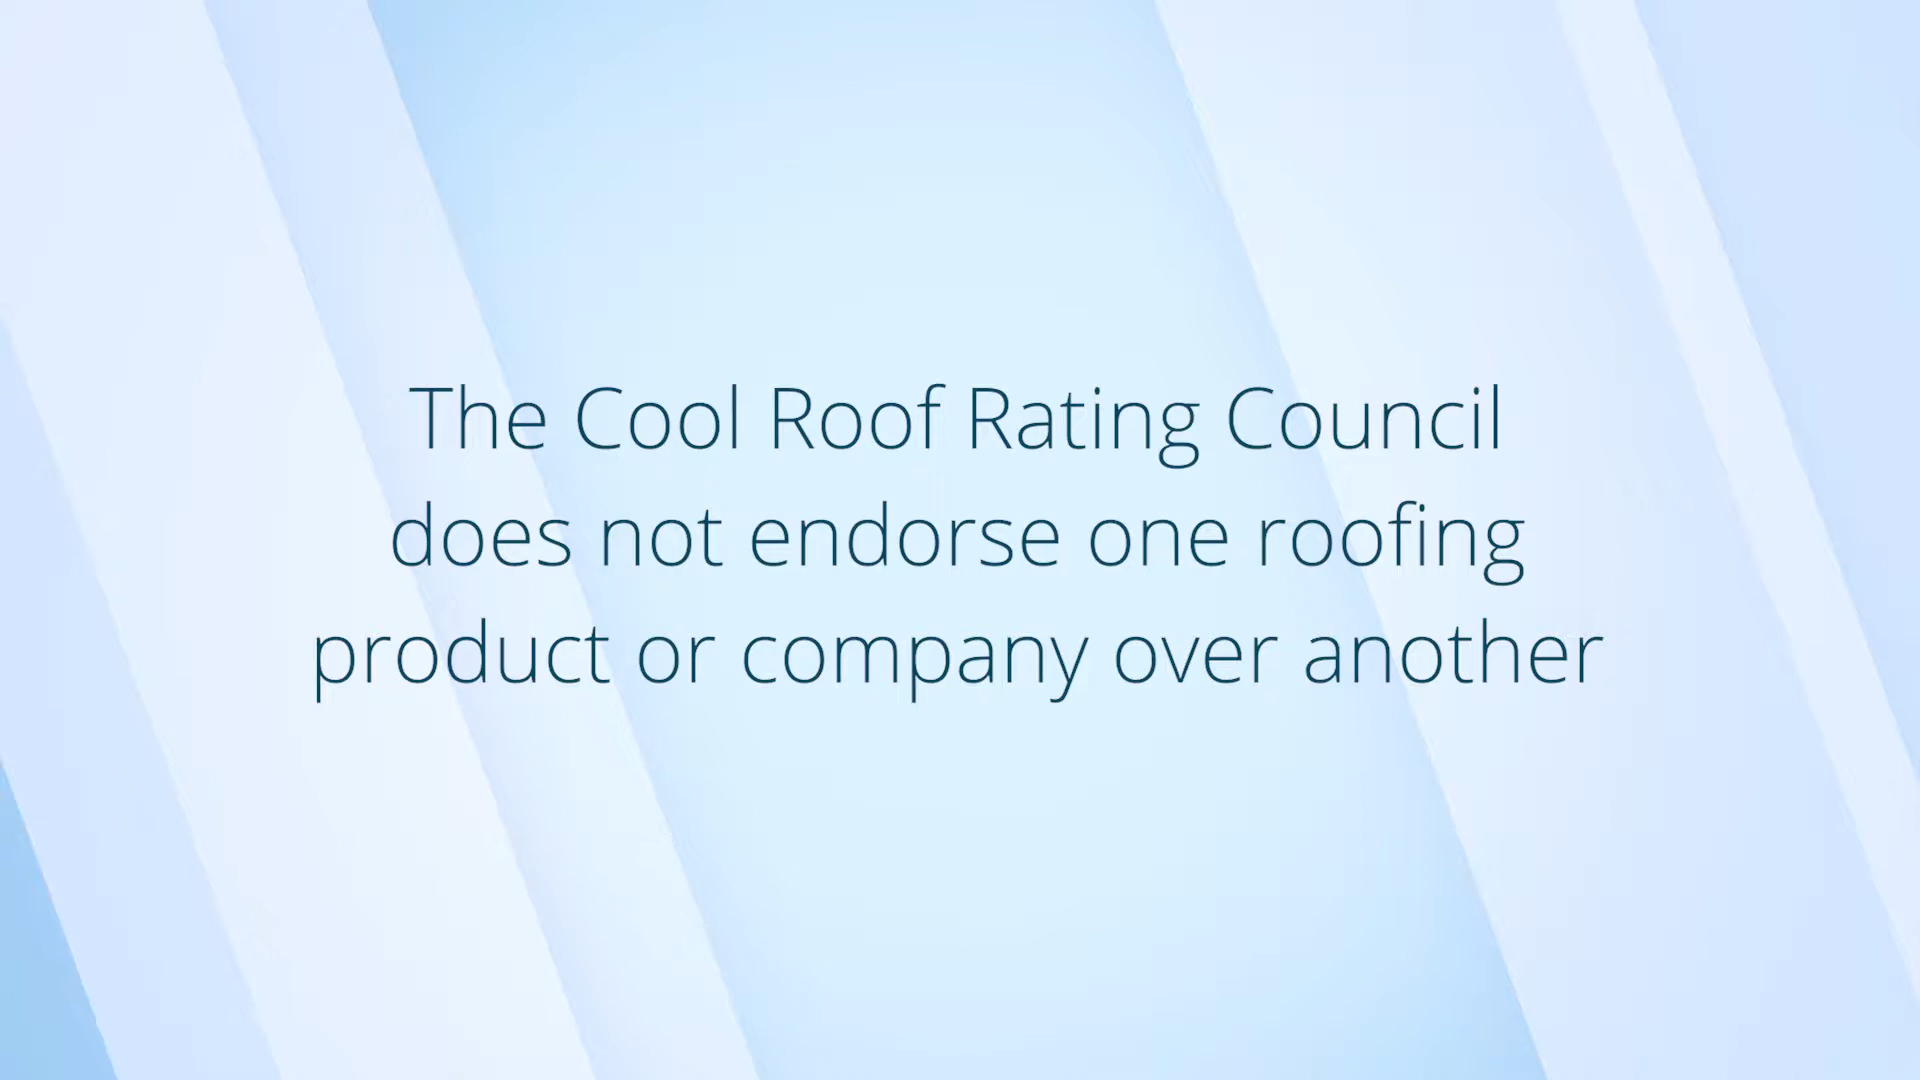 The Cool Roof Rating Council
does not endorse one roofing
product or company over another